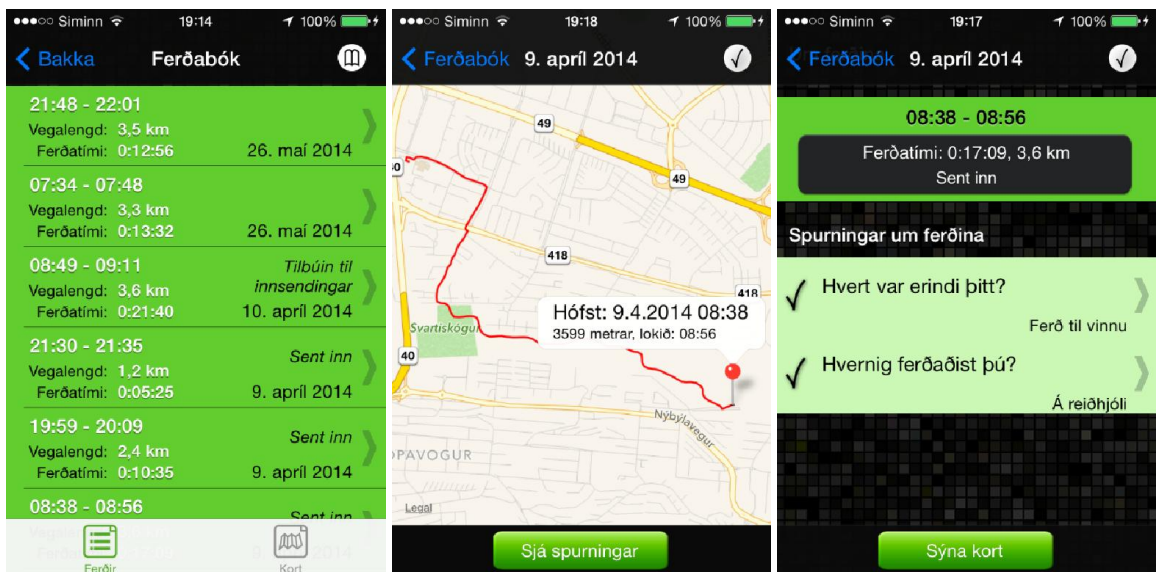 Siminn 19:14 100%
Bakka Ferðabók
21:48 - 22:01
Vegalengd: 3,5 km
Ferðatími: 0:12:56 26. maí 2014
07:34 - 07:48
Vegalengd: 3,3 km
Ferðatími: 0:13:32 26. maí 2014
08:49 - 09:11 Tilbúin til
Vegalengd: 3,6 km innsendingar
Ferðatími: 0:21:40 10. apríl 2014
21:30 - 21:35 Sent inn
Vegalengd: 1,2 km
Ferðatími: 0:05:25 9. apríl 2014
19:59 - 20:09 Sent inn
Vegalengd: 2,4 km
Ferðatími: 0:10:35 9. apríl 2014
08:38 - 08:56 Sent inn
Ferðir Kort
Siminn 19:18 100%
Ferðabók 9. apríl 2014
49
49
418
418
Hófst: 9.4.2014 08:38
3599 metrar, lokið: 08:56
Svartiskógur
40
Nýbýlavegur
OPAVOGUR
Legal
Sjá spurningar
Siminn 19:17 100%
Ferðabók 9. apríl 2014
08:38 - 08:56
Ferðatími: 0:17:09, 3,6 km
Sent inn
Spurningar um ferðina
Hvert var erindi þitt?
Ferð til vinnu
Hvernig ferðaðist þú?
Á reiðhjóli
Sýna kort